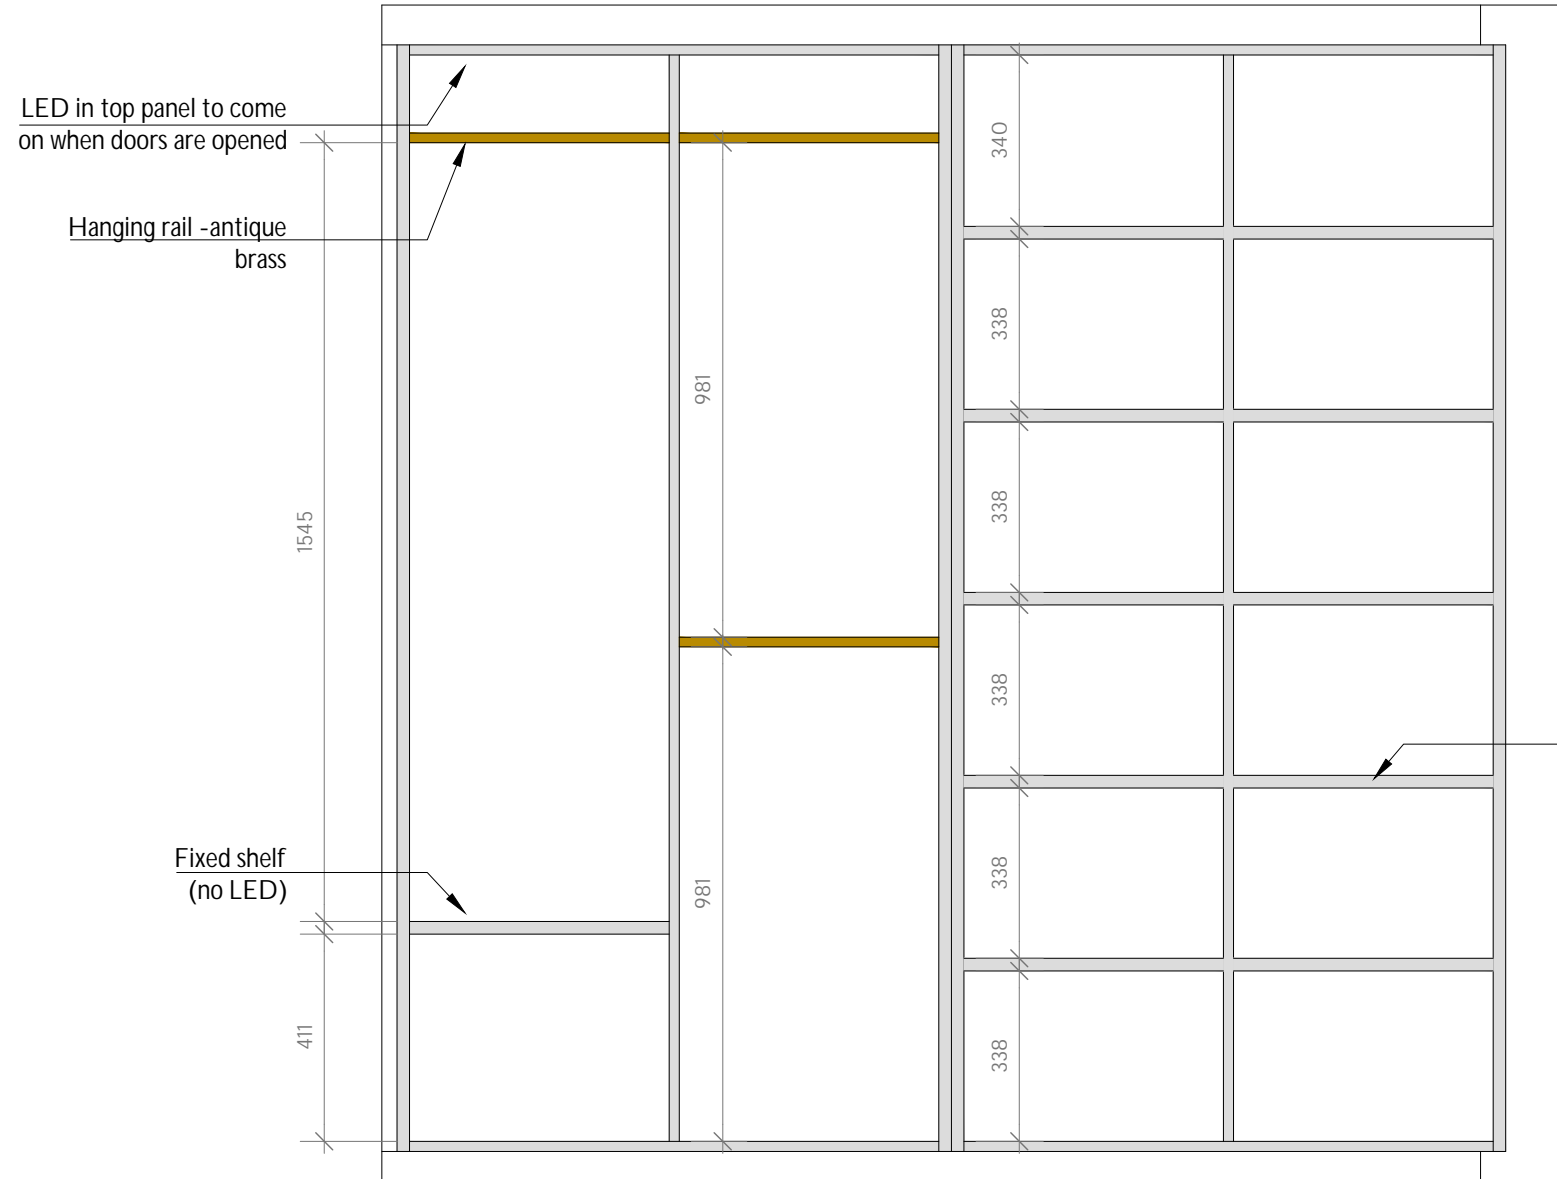 LED in top panel to come
on when doors are opened
Hanging rail -antique
brass
Fixed shelf
(no LED)
1545
411
981
981
340
338
338
338
338
338